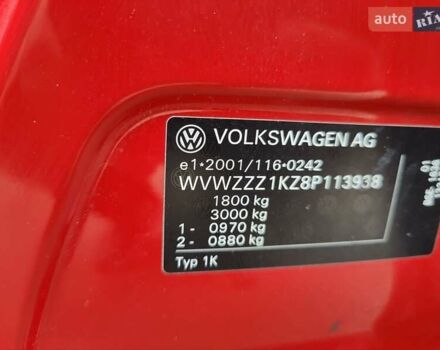 auto
RIA
VOLKSWAGEN AG
e1*2001/116*0242
WVWZZZ1KZ8P113938
1800 kg
3000 kg
1 - 0970 kg
2 - 0880 kg
Typ 1K